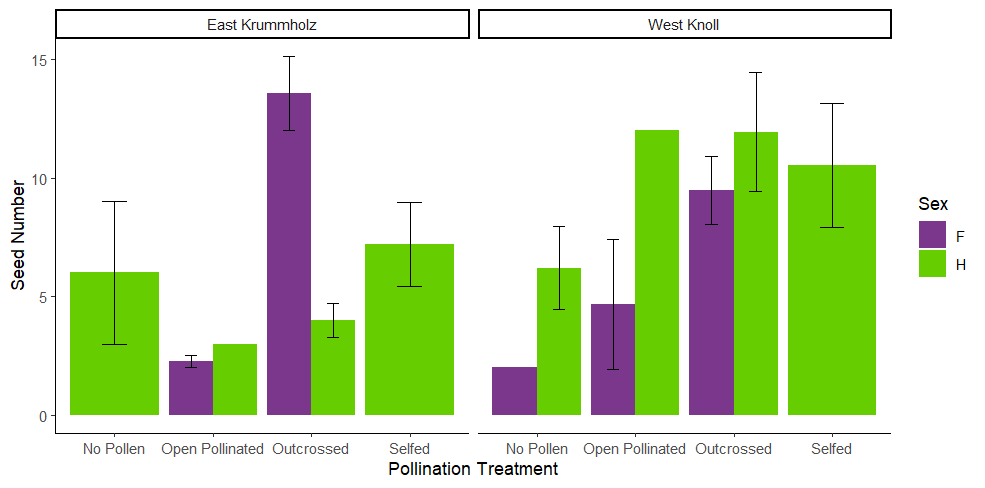 East Krummholz
West Knoll
15
10
5
0
Seed Number
No Pollen
Open Pollinated
Outcrossed
Selfed
No Pollen
Open Pollinated
Outcrossed
Selfed
Pollination Treatment
Sex
F
H